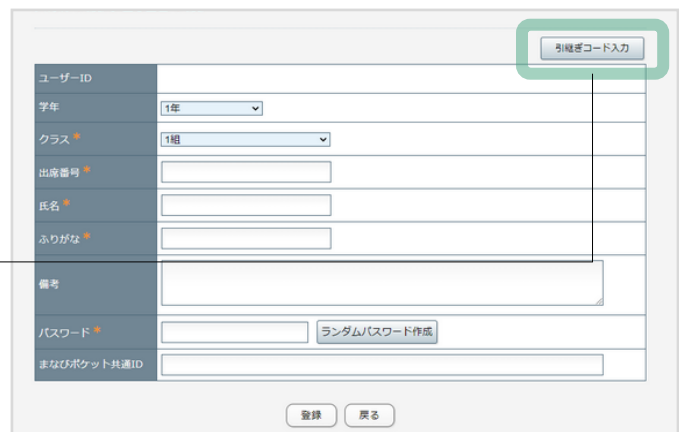 引継ぎコード入力
ユーザーID
学年 1年
クラス * 1組
出席番号 *
氏名 *
ふりがな *
備考
パスワード * ランダムパスワード作成
まなびポケット共通ID
登録 戻る